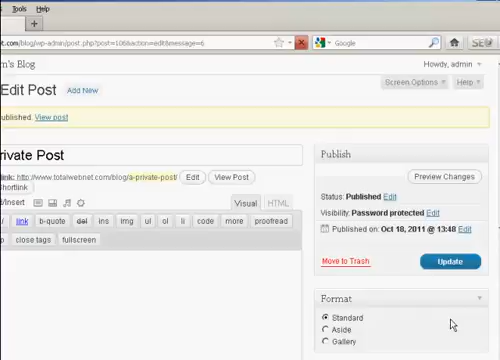 Tools Help
+
et.com/blog/wp-admin/post.php?post=106&action=edit&message=6
Google
SEO
m's Blog
Howdy, admin
Edit Post Add New
Screen Options Help
ublished. View post
rivate Post
link: http://www.totalwebnet.com/blog/a-private-post/ Edit View Post
Shortlink
d/Insert
Visual HTML
/ link b-quote del ins img ul ol li code more proofread
p close tags fullscreen
Publish
Preview Changes
Status: Published Edit
Visibility: Password protected Edit
Published on: Oct 18, 2011 @ 13:48 Edit
Move to Trash Update
Format
Standard
Aside
Gallery